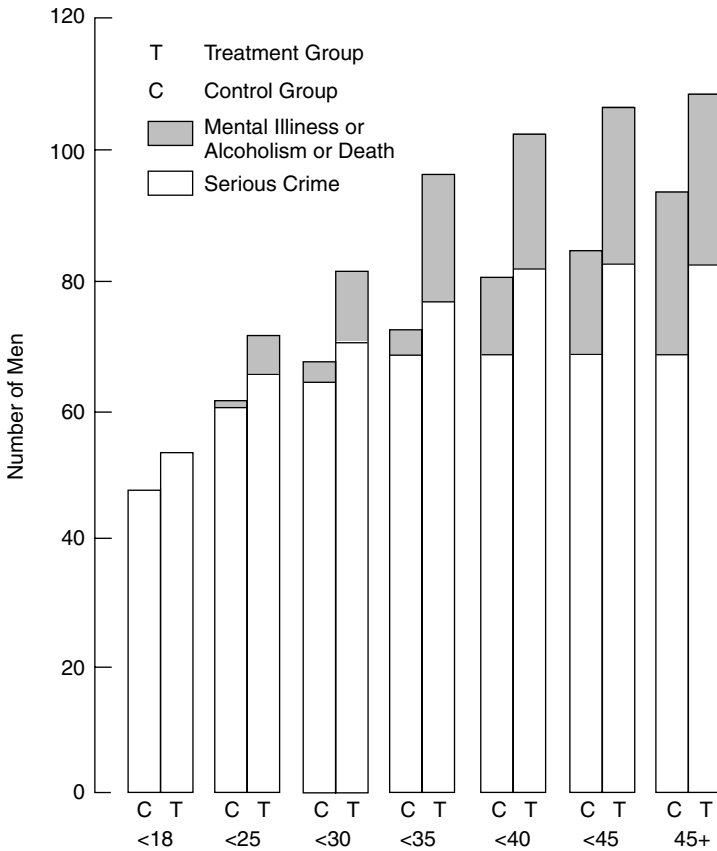 120
T Treatment Group
C Control Group
Mental Illiness or
Alcoholism or Death
Serious Crime
100
80
60
40
20
0
Number of Men
C T C T C T C T C T C T C T
<18 <25 <30 <35 <40 <45 45+